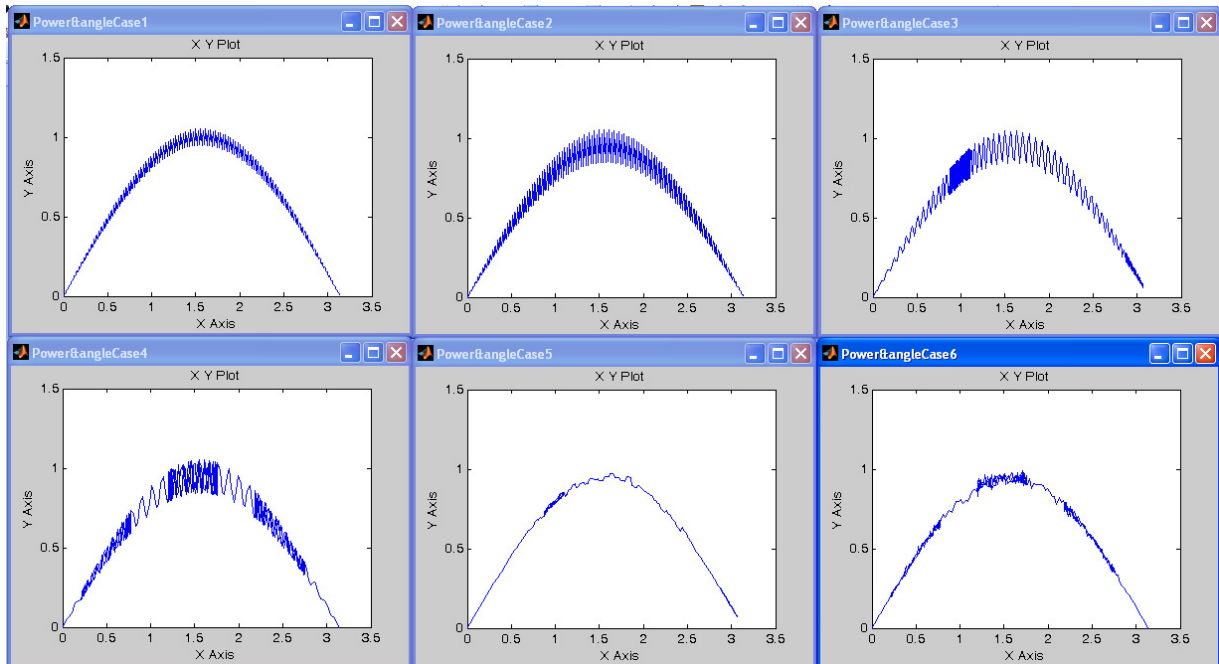 Power&angleCase1
X Y Plot
1.5
1
0.5
0
0 0.5 1 1.5 2 2.5 3 3.5
Y Axis
X Axis
Power&angleCase2
X Y Plot
1.5
1
0.5
0
0 0.5 1 1.5 2 2.5 3 3.5
Y Axis
X Axis
Power&angleCase3
X Y Plot
1.5
1
0.5
0
0 0.5 1 1.5 2 2.5 3 3.5
Y Axis
X Axis
Power&angleCase4
X Y Plot
1.5
1
0.5
0
0 0.5 1 1.5 2 2.5 3 3.5
Y Axis
X Axis
Power&angleCase5
X Y Plot
1.5
1
0.5
0
0 0.5 1 1.5 2 2.5 3 3.5
Y Axis
X Axis
Power&angleCase6
X Y Plot
1.5
1
0.5
0
0 0.5 1 1.5 2 2.5 3 3.5
Y Axis
X Axis